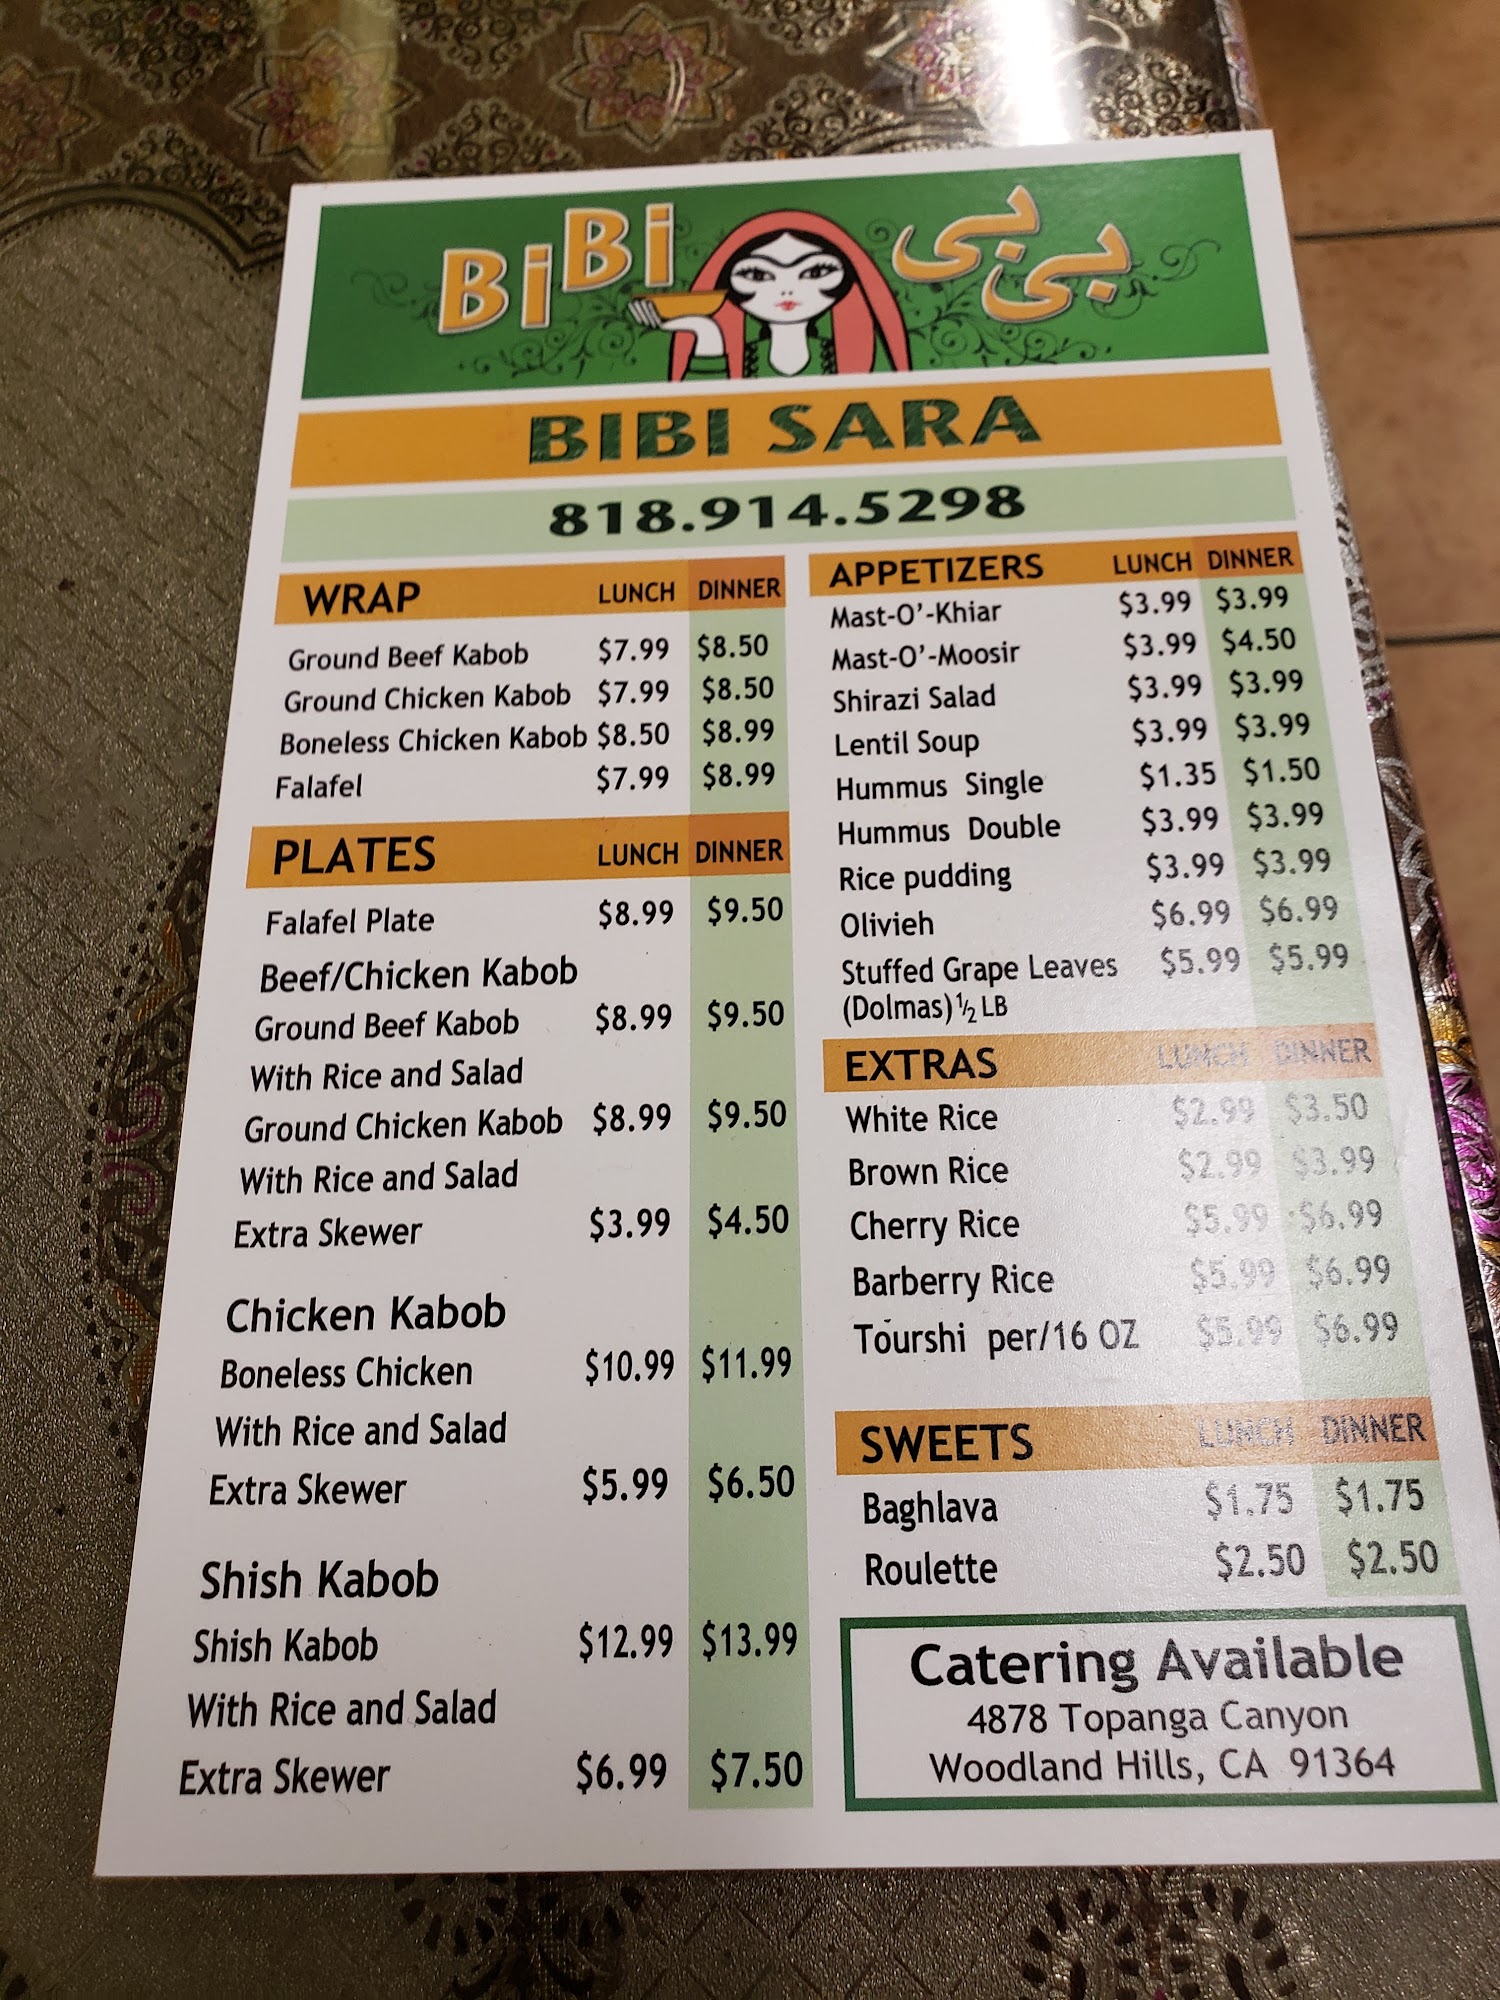 BiBi بی بی
BIBI SARA
818.914.5298
WRAP LUNCH DINNER
Ground Beef Kabob $7.99 $8.50
Ground Chicken Kabob $7.99 $8.50
Boneless Chicken Kabob $8.50 $8.99
Falafel $7.99 $8.99
PLATES LUNCH DINNER
Falafel Plate $8.99 $9.50
Beef/Chicken Kabob
Ground Beef Kabob $8.99 $9.50
With Rice and Salad
Ground Chicken Kabob $8.99 $9.50
With Rice and Salad
Extra Skewer $3.99 $4.50
Chicken Kabob
Boneless Chicken $10.99 $11.99
With Rice and Salad
Extra Skewer $5.99 $6.50
Shish Kabob
Shish Kabob $12.99 $13.99
With Rice and Salad
Extra Skewer $6.99 $7.50
APPETIZERS LUNCH DINNER
Mast-O'-Khiar $3.99 $3.99
Mast-O'-Moosir $3.99 $4.50
Shirazi Salad $3.99 $3.99
Lentil Soup $3.99 $3.99
Hummus Single $1.35 $1.50
Hummus Double $3.99 $3.99
Rice pudding $3.99 $3.99
Olivieh $6.99 $6.99
Stuffed Grape Leaves $5.99 $5.99
(Dolmas) ½ LB
EXTRAS LUNCH DINNER
White Rice $2.99 $3.50
Brown Rice $2.99 $3.99
Cherry Rice $5.99 $6.99
Barberry Rice $5.99 $6.99
Tourshi per/16 OZ $5.99 $6.99
SWEETS LUNCH DINNER
Baghlava $1.75 $1.75
Roulette $2.50 $2.50
Catering Available
4878 Topanga Canyon
Woodland Hills, CA 91364